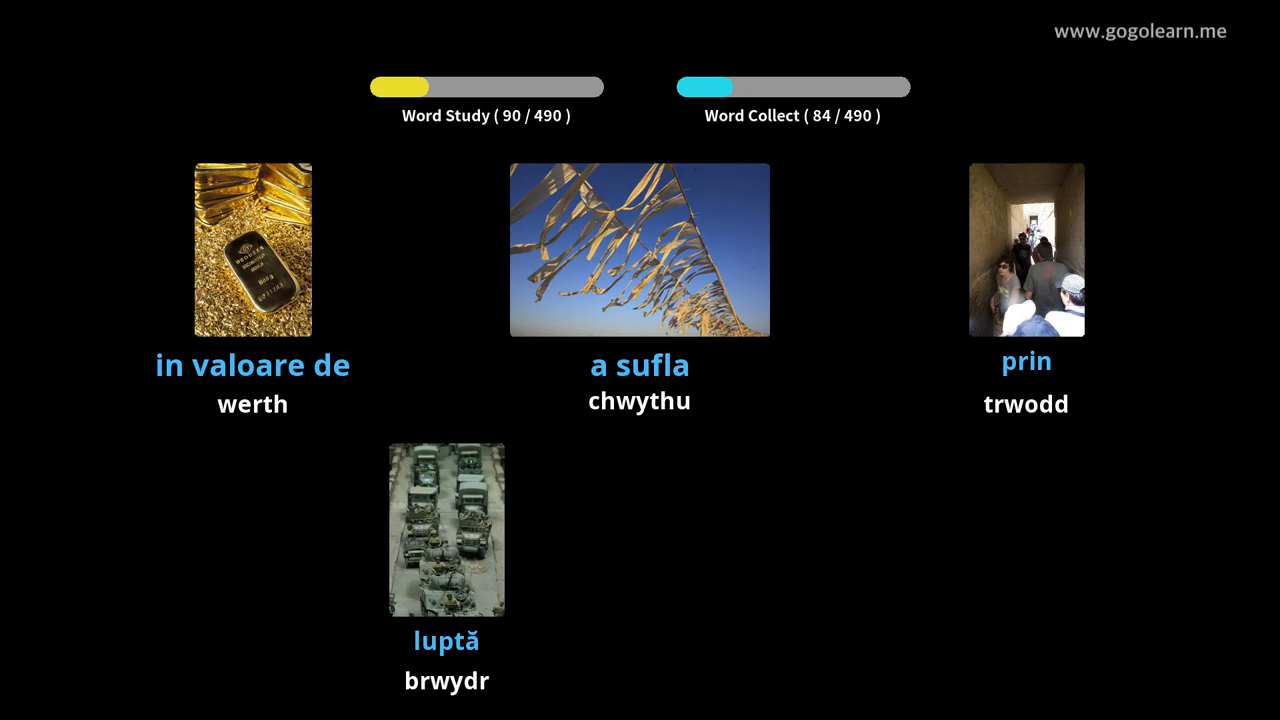 www.gogolearn.me
Word Study ( 90 / 490 )
Word Collect ( 84 / 490 )
in valoare de
werth
a sufla
chwythu
prin
trwodd
luptă
brwydr